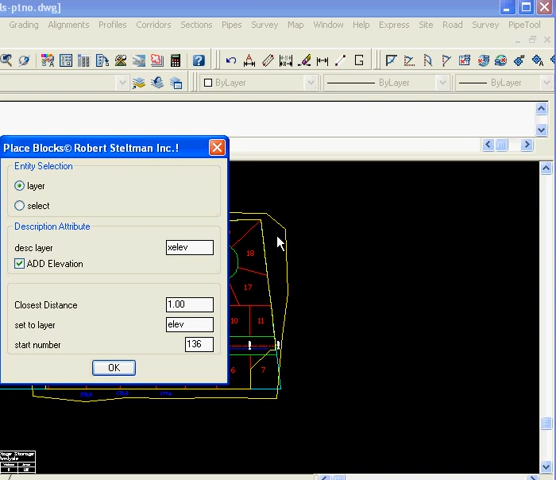 ls-ptno.dwg]
Grading Alignments Profiles Corridors Sections Pipes Survey Map Window Help Express Site Road Survey PipeTool
ByLayer ByLayer ByLayer
Place Blocks© Robert Steltman Inc.!
Entity Selection
layer
select
Description Attribute
desc layer xelev
ADD Elevation
Closest Distance 1.00
set to layer elev
start number 136
OK
18
17
10 11
6 7